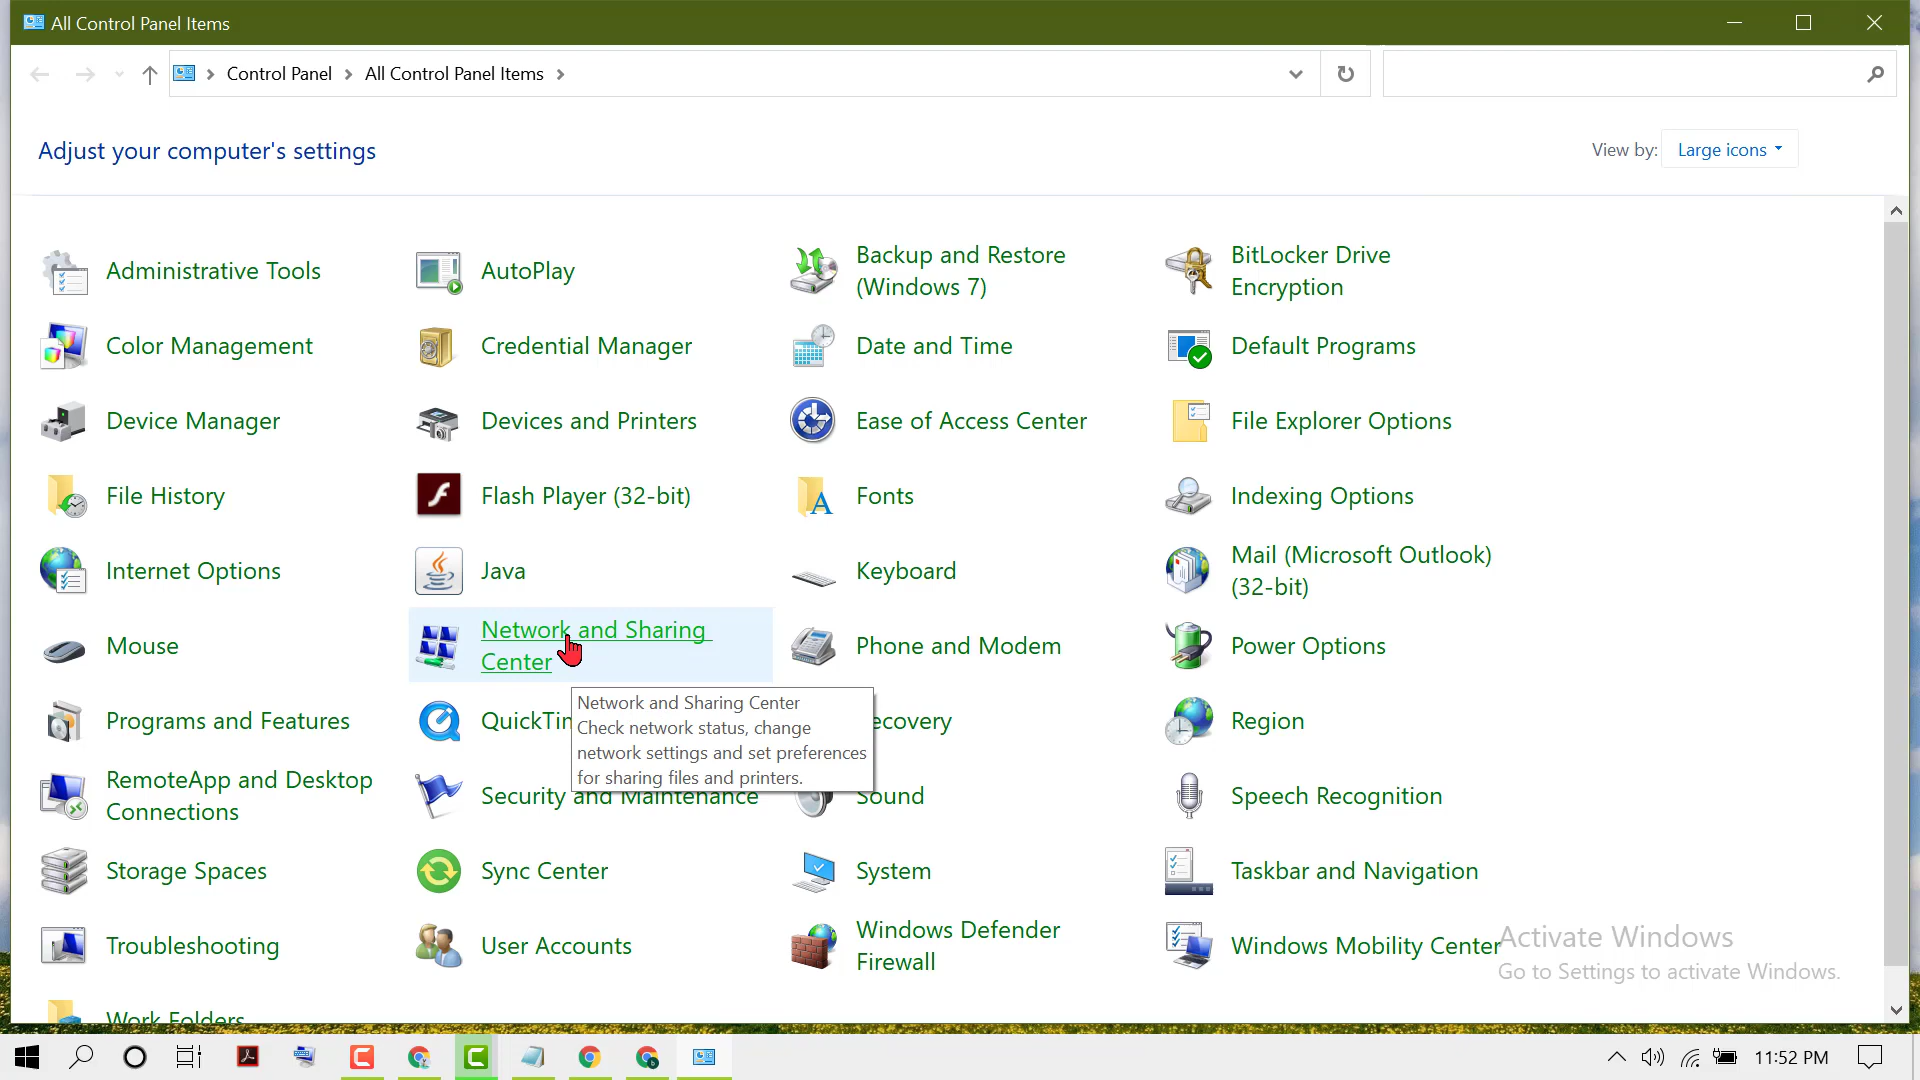 All Control Panel Items
Control Panel
All Control Panel Items
Adjust your computer's settings
View by:
Large icons
Administrative Tools
AutoPlay
Backup and Restore
(Windows 7)
BitLocker Drive
Encryption
Color Management
Credential Manager
Date and Time
Default Programs
Device Manager
Devices and Printers
Ease of Access Center
File Explorer Options
File History
Flash Player (32-bit)
Fonts
Indexing Options
Internet Options
Java
Keyboard
Mail (Microsoft Outlook)
(32-bit)
Mouse
Network and Sharing
Center
Phone and Modem
Power Options
Network and Sharing Center
Check network status, change
network settings and set preferences
for sharing files and printers.
Programs and Features
Region
RemoteApp and Desktop
Connections
Security and Maintenance
Sound
Speech Recognition
Storage Spaces
Sync Center
System
Taskbar and Navigation
Troubleshooting
User Accounts
Windows Defender
Firewall
Windows Mobility Center
Activate Windows
Go to Settings to activate Windows.
Work Folders
11:52 PM